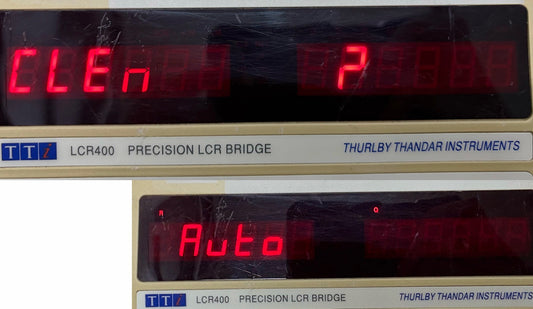 CLEn ?
TTi LCR400 PRECISION LCR BRIDGE THURLBY THANDAR INSTRUMENTS
Auto
TTi LCR400 PRECISION LCR BRIDGE THURLBY THANDAR INSTRUMENTS